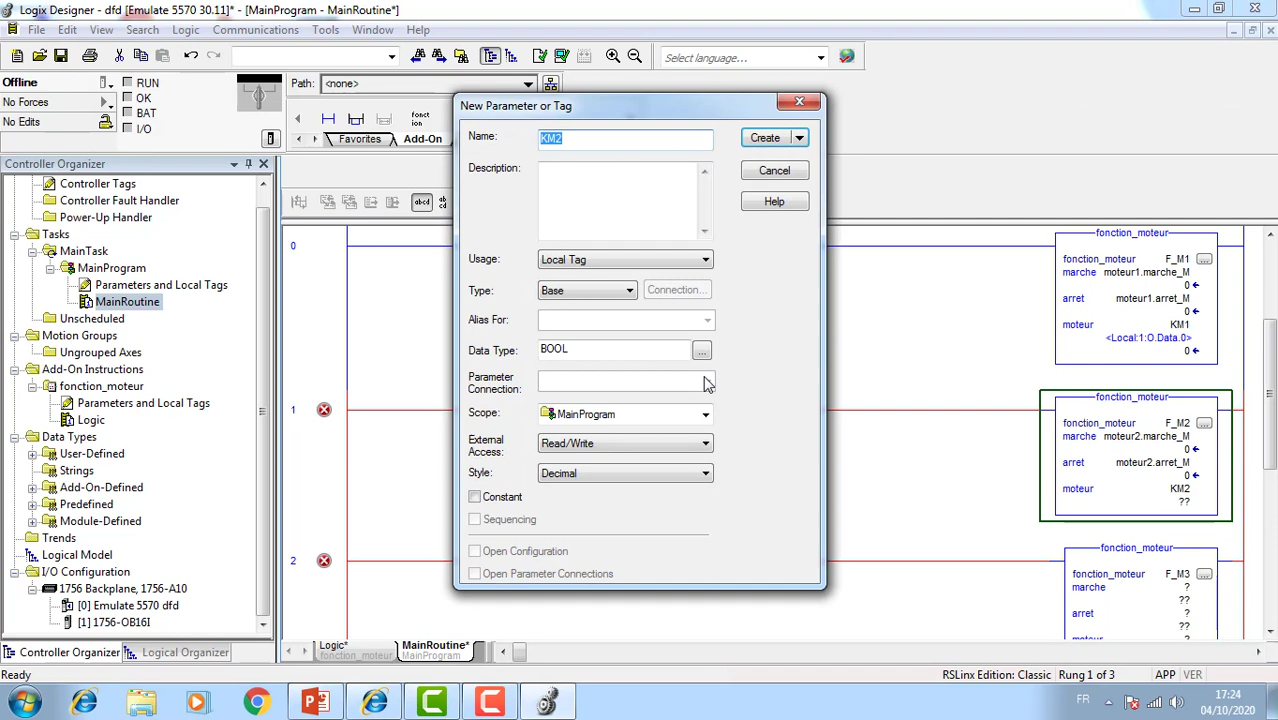 Logix Designer - dfd [Emulate 5570 30.11]* - [MainProgram - MainRoutine*]
File Edit View Search Logic Communications Tools Window Help
Select language...
Offline
RUN
No Forces
OK
No Edits
BAT
I/O
Path: <none>
fonct
ion
Favorites
Add-On
Controller Organizer
Controller Tags
Controller Fault Handler
Power-Up Handler
Tasks
MainTask
MainProgram
Parameters and Local Tags
MainRoutine
Unscheduled
Motion Groups
Ungrouped Axes
Add-On Instructions
fonction_moteur
Parameters and Local Tags
Logic
Data Types
User-Defined
Strings
Add-On-Defined
Predefined
Module-Defined
Trends
Logical Model
I/O Configuration
1756 Backplane, 1756-A10
[0] Emulate 5570 dfd
[1] 1756-OB16I
Controller Organizer
Logical Organizer
abcd
ab
cd
0
1
2
New Parameter or Tag
Name: KM2
Create
Description:
Cancel
Help
Usage: Local Tag
Type: Base
Connection...
Alias For:
Data Type: BOOL
...
Parameter
Connection:
Scope: MainProgram
External
Access: Read/Write
Style: Decimal
Constant
Sequencing
Open Configuration
Open Parameter Connections
fonction_moteur
fonction_moteur F_M1 ...
marche moteur1.marche_M
0
arret moteur1.arret_M
0
moteur KM1
<Local:1:O.Data.0>
0
fonction_moteur
fonction_moteur F_M2 ...
marche moteur2.marche_M
0
arret moteur2.arret_M
0
moteur KM2
??
fonction_moteur
fonction_moteur F_M3 ...
marche ?
??
arret ?
??
moteur ?
Logic*
fonction_moteur
MainRoutine*
MainProgram
Ready
RSLinx Edition: Classic
Rung 1 of 3
APP
VER
FR
17:24
04/10/2020